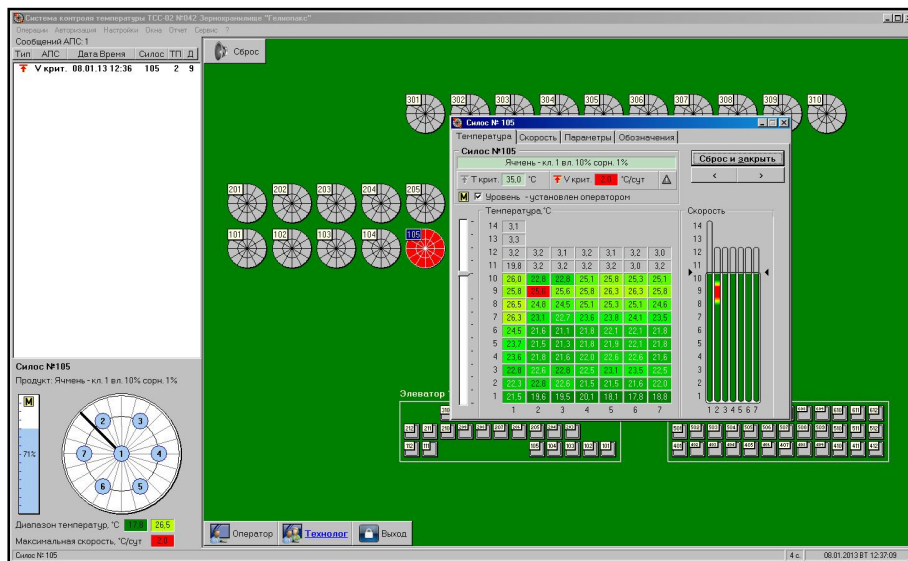 Система контроля температуры ТСС-02 №042 Зернохранилище "Гелиопакс"
Операции Авторизация Настройки Окна Отчет Сервис ?
Сообщений АПС: 1
Тип АПС Дата Время Силос ТП Д
V крит. 08.01.13 12:36 105 2 9
Сброс
301 302 303 304 305 306 307 308 309 310
201 202 203 204 205
101 102 103 104 105
Силос № 105
Температура Скорость Параметры Обозначения
Силос №105
Ячмень - кл. 1 вл. 10% сорн. 1%
Сброс и закрыть
< >
T крит. 35,0 °C V крит. 2,0 °C/сут
М Уровень - установлен оператором
Температура,°C
14 3,1
13 3,3
12 3,2 3,2 3,1 3,2 3,1 3,2 3,0
11 19,8 3,2 3,2 3,2 3,2 3,0 3,2
10 26,0 22,8 22,8 25,1 25,8 25,3 25,1
9 25,8 25,0 25,6 25,8 26,3 26,3 25,8
8 26,5 24,8 24,5 25,1 25,3 25,1 24,6
7 26,3 23,1 22,7 23,6 23,8 24,1 23,5
6 24,5 21,6 21,1 21,8 22,1 22,1 21,8
5 23,7 21,5 21,3 21,8 21,9 22,1 21,8
4 23,6 21,8 21,6 22,0 22,6 22,6 21,6
3 22,8 22,6 22,8 22,5 23,1 23,5 22,5
2 22,3 22,8 22,6 21,5 21,5 21,6 22,0
1 21,5 19,6 19,5 20,1 18,1 17,8 18,8
1 2 3 4 5 6 7
Скорость
14
13
12
11
10
9
8
7
6
5
4
3
2
1
1 2 3 4 5 6 7
Элеватор
Силос №105
Продукт: Ячмень - кл. 1 вл. 10% сорн. 1%
М
71%
2 3
7 1 4
6 5
Диапазон температур, °C 17,8 26,5
Максимальная скорость, °C/сут 2,0
Оператор Технолог Выход
Силос № 105 4 с. 08.01.2013 ВТ 12:37:09